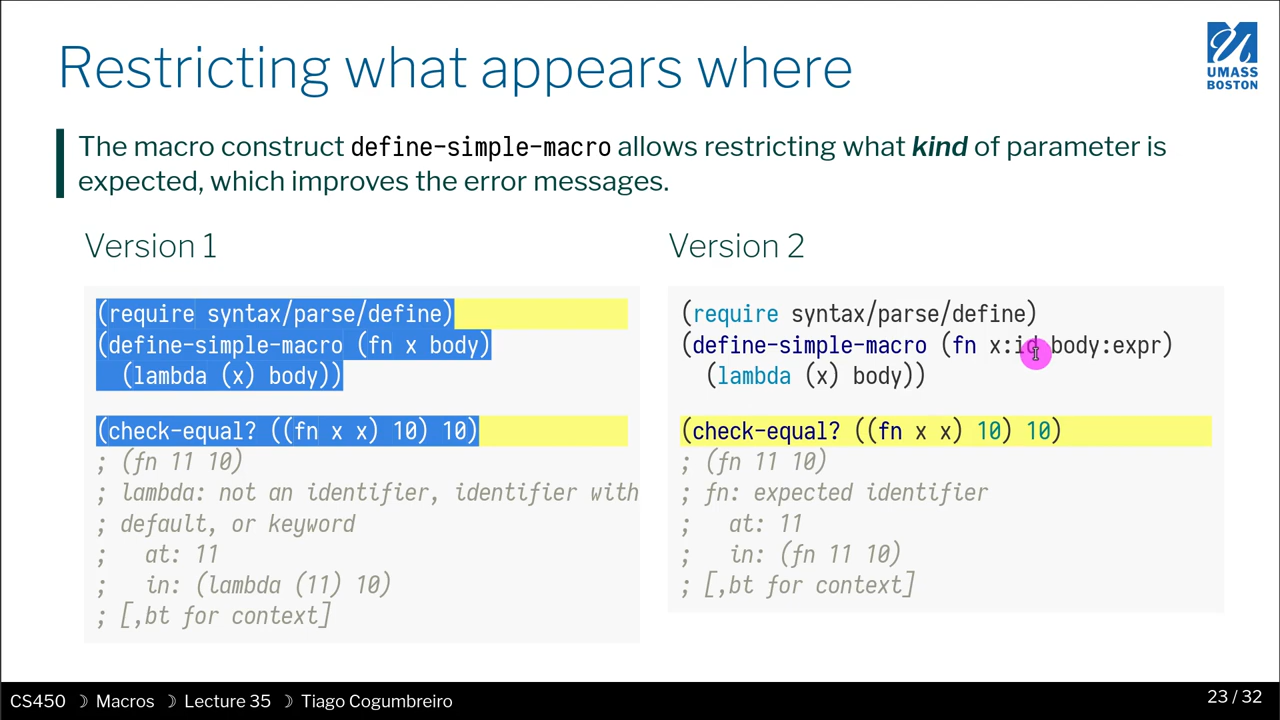 Restricting what appears where
UMASS
BOSTON
The macro construct define-simple-macro allows restricting what kind of parameter is
expected, which improves the error messages.
Version 1
(require syntax/parse/define)
(define-simple-macro (fn x body)
  (lambda (x) body))
(check-equal? ((fn x x) 10) 10)
; (fn 11 10)
; lambda: not an identifier, identifier with
; default, or keyword
;   at: 11
;   in: (lambda (11) 10)
; [,bt for context]
Version 2
(require syntax/parse/define)
(define-simple-macro (fn x:id body:expr)
  (lambda (x) body))
(check-equal? ((fn x x) 10) 10)
; (fn 11 10)
; fn: expected identifier
;   at: 11
;   in: (fn 11 10)
; [,bt for context]
CS450 ☽ Macros ☽ Lecture 35 ☽ Tiago Cogumbreiro
23 / 32